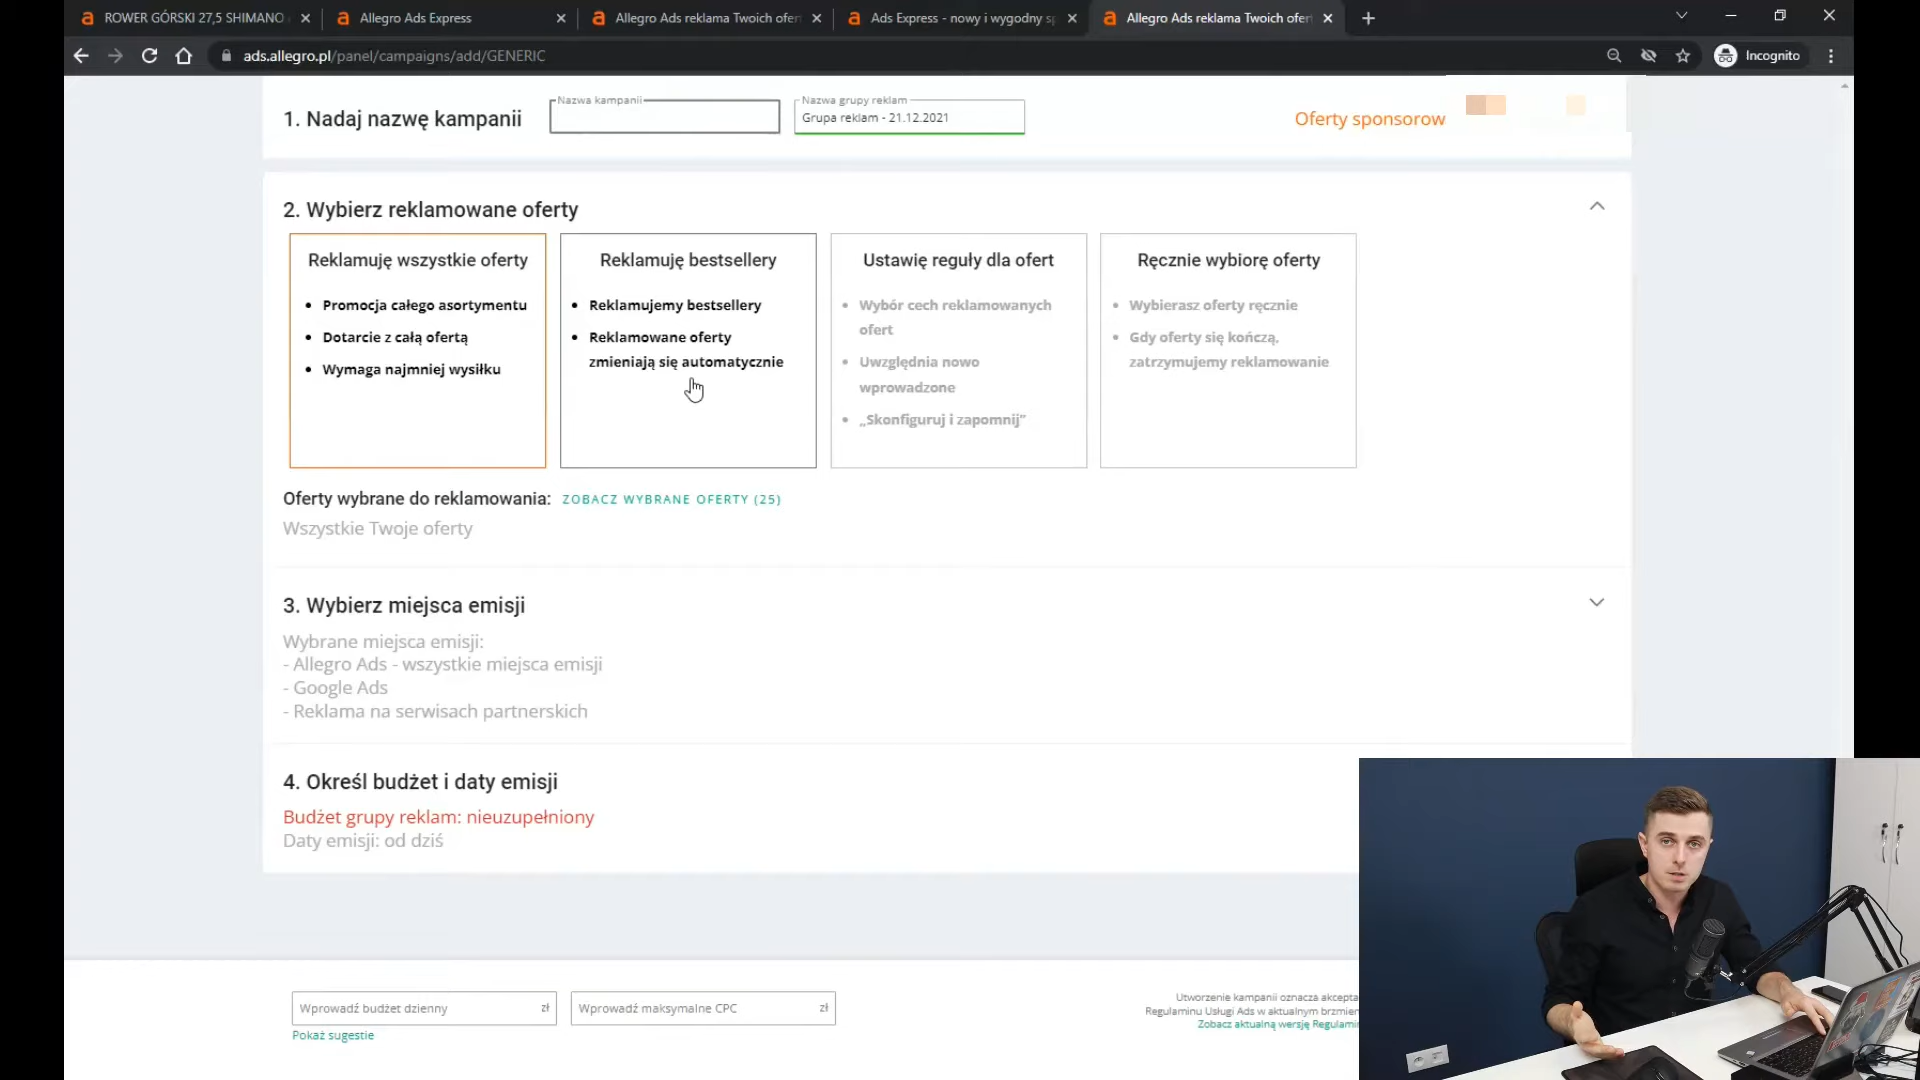 ROWER GÓRSKI 27,5 SHIMANO
Allegro Ads Express
Allegro Ads reklama Twoich ofer
Ads Express - nowy i wygodny sp
Allegro Ads reklama Twoich ofert
ads.allegro.pl/panel/campaigns/add/GENERIC
Incognito
1. Nadaj nazwę kampanii
Nazwa kampanii
Nazwa grupy reklam
Grupa reklam - 21.12.2021
Oferty sponsorow
2. Wybierz reklamowane oferty
Reklamuję wszystkie oferty
• Promocja całego asortymentu
• Dotarcie z całą ofertą
• Wymaga najmniej wysiłku
Reklamuję bestsellery
• Reklamujemy bestsellery
• Reklamowane oferty
zmieniają się automatycznie
Ustawię reguły dla ofert
• Wybór cech reklamowanych
ofert
• Uwzględnia nowo
wprowadzone
• „Skonfiguruj i zapomnij”
Ręcznie wybiorę oferty
• Wybierasz oferty ręcznie
• Gdy oferty się kończą,
zatrzymujemy reklamowanie
Oferty wybrane do reklamowania: ZOBACZ WYBRANE OFERTY (25)
Wszystkie Twoje oferty
3. Wybierz miejsca emisji
Wybrane miejsca emisji:
- Allegro Ads - wszystkie miejsca emisji
- Google Ads
- Reklama na serwisach partnerskich
4. Określ budżet i daty emisji
Budżet grupy reklam: nieuzupełniony
Daty emisji: od dziś
Wprowadź budżet dzienny zł
Wprowadź maksymalne CPC zł
Pokaż sugestie
Utworzenie kampanii oznacza akcepta
Regulaminu Usługi Ads w aktualnym brzmien
Zobacz aktualną wersję Regulamin